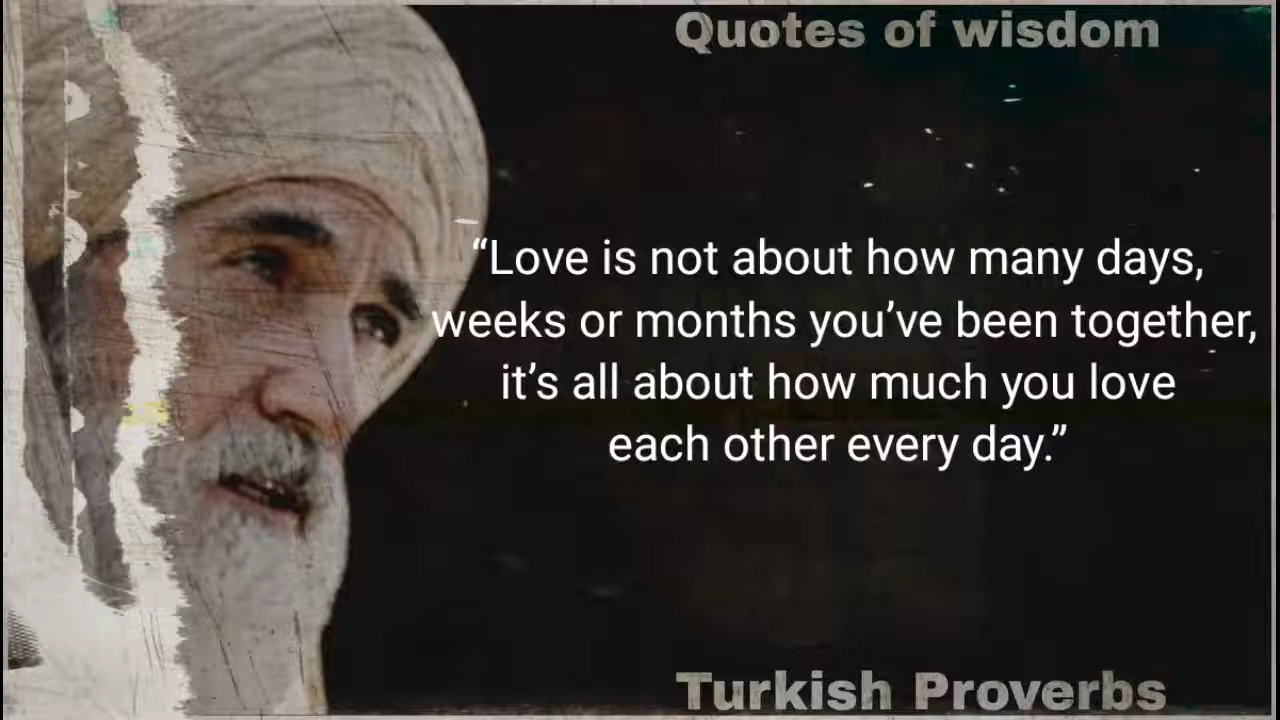 Quotes of wisdom
“Love is not about how many days,
weeks or months you’ve been together,
it’s all about how much you love
each other every day.”
Turkish Proverbs